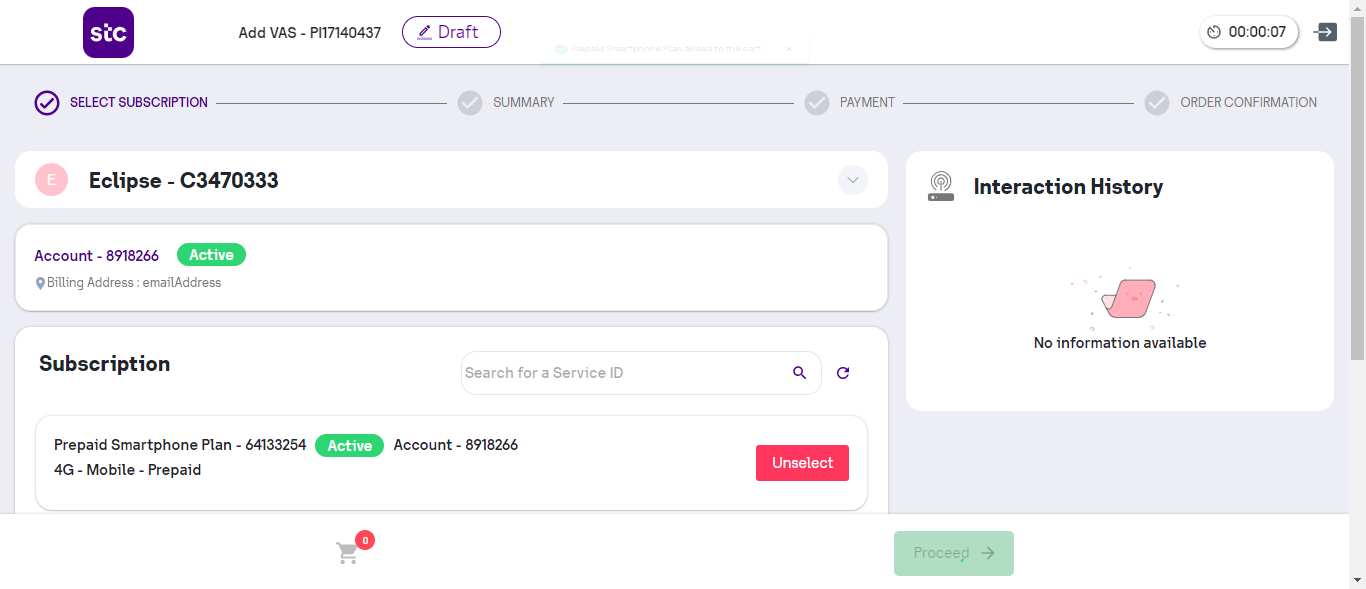 stc
Add VAS - PI17140437
Draft
Prepaid Smartphone Plan added to the cart
00:00:07
SELECT SUBSCRIPTION
SUMMARY
PAYMENT
ORDER CONFIRMATION
E
Eclipse - C3470333
Interaction History
Account - 8918266
Active
Billing Address : emailAddress
No information available
Subscription
Search for a Service ID
Prepaid Smartphone Plan - 64133254
Active
Account - 8918266
4G - Mobile - Prepaid
Unselect
0
Proceed